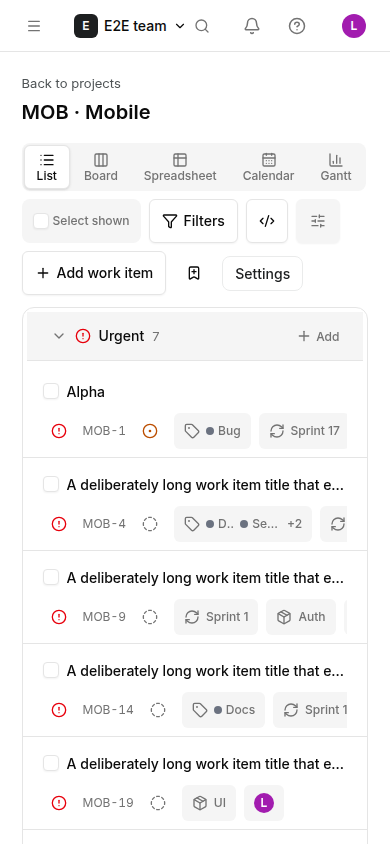 E E2E team L
Back to projects
MOB · Mobile
List Board Spreadsheet Calendar Gantt
Select shown Filters
Add work item Settings
Urgent 7 Add
Alpha
MOB-1 Bug Sprint 17
A deliberately long work item title that e...
MOB-4 D.. Se... +2
A deliberately long work item title that e...
MOB-9 Sprint 1 Auth
A deliberately long work item title that e...
MOB-14 Docs Sprint 1
A deliberately long work item title that e...
MOB-19 UI L